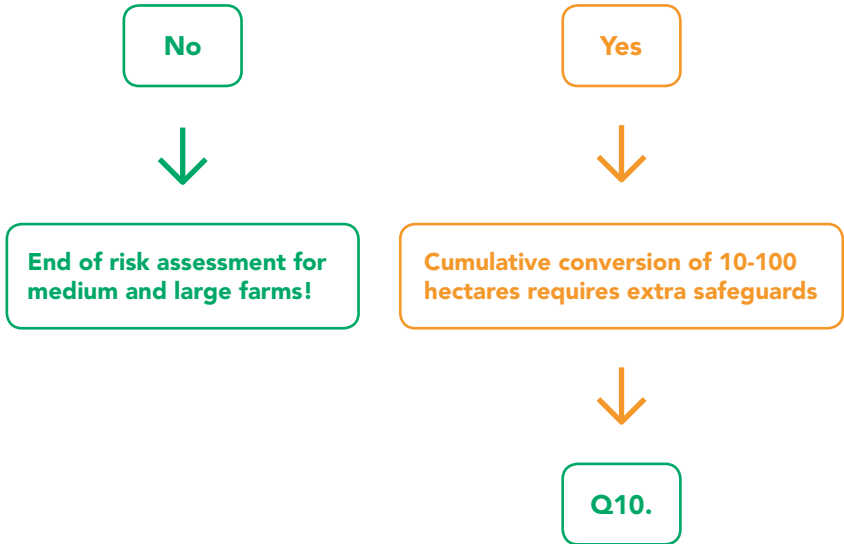 No
Yes
End of risk assessment for
medium and large farms!
Cumulative conversion of 10-100
hectares requires extra safeguards
Q10.